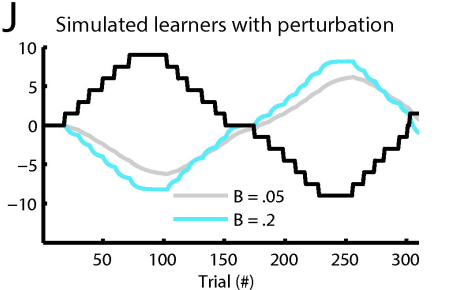 J
Simulated learners with perturbation
10
5
0
−5
−10
B = .05
B = .2
50 100 150 200 250 300
Trial (#)